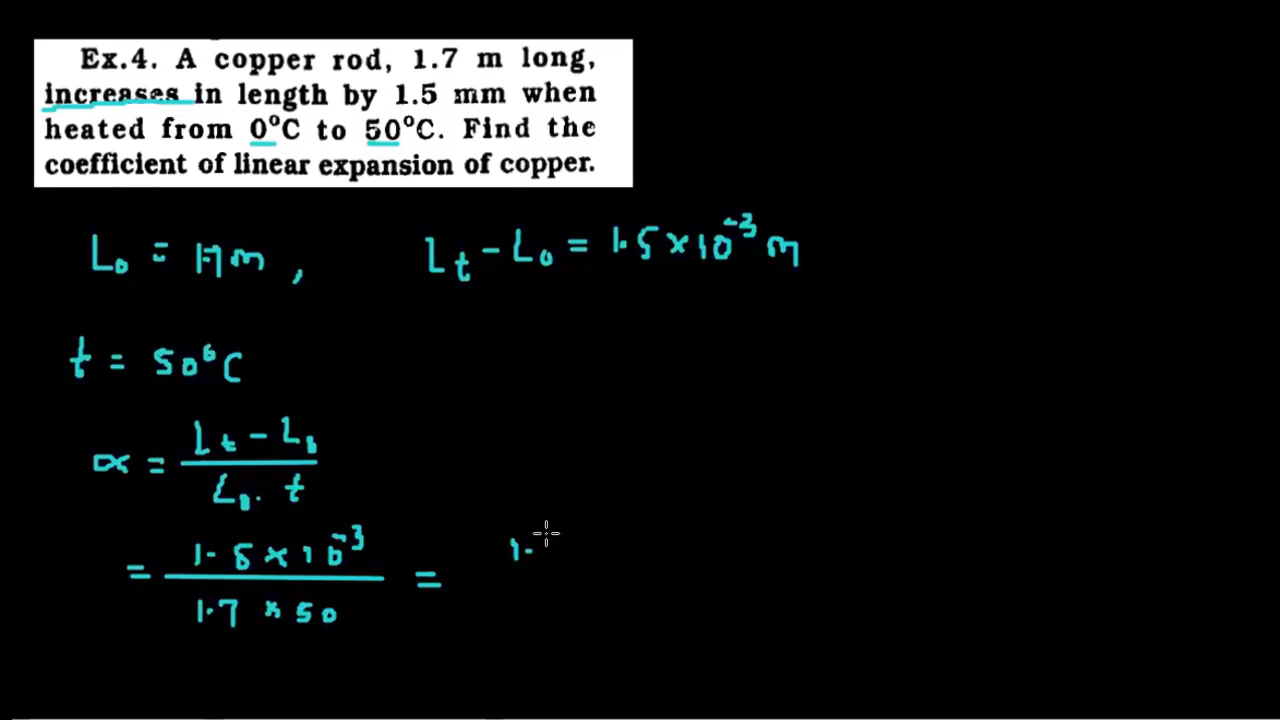 Ex.4. A copper rod, 1.7 m long,
increases in length by 1.5 mm when
heated from 0°C to 50°C. Find the
coefficient of linear expansion of copper.
L₀ = 1.7 m , Lt - L₀ = 1.5 × 10⁻³ m
t = 50°C
α = (Lt - L₀) / (L₀ . t)
= (1.5 × 10⁻³) / (1.7 × 50) = 1.